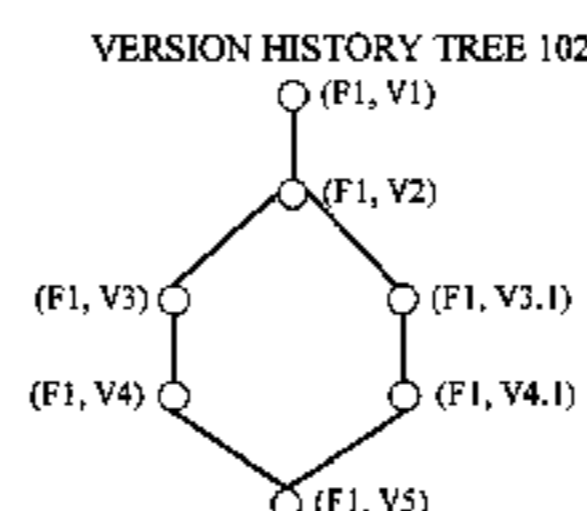 VERSION HISTORY TREE 102
(F1, V1)
(F1, V2)
(F1, V3)
(F1, V3.1)
(F1, V4)
(F1, V4.1)
(F1, V5)